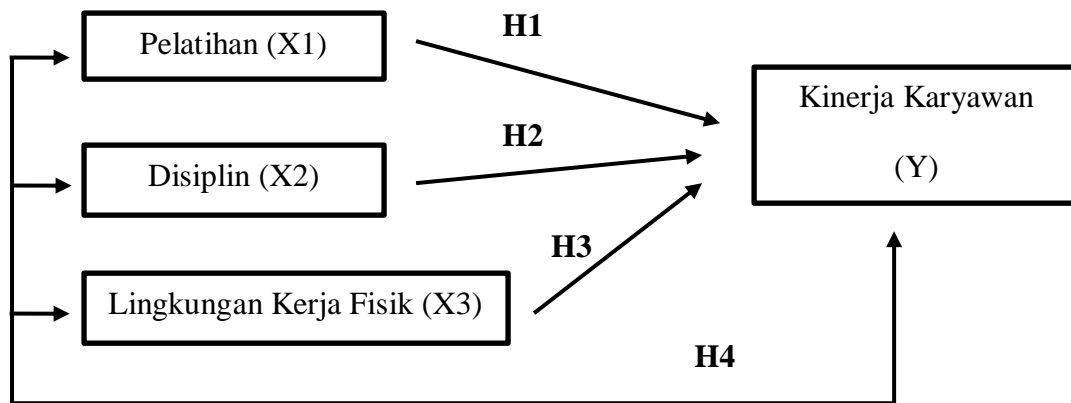 H1
Pelatihan (X1)
Kinerja Karyawan
(Y)
H2
Disiplin (X2)
H3
Lingkungan Kerja Fisik (X3)
H4